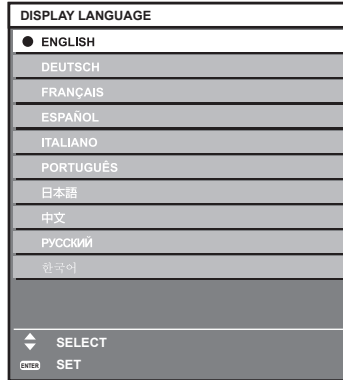 DISPLAY LANGUAGE
ENGLISH
DEUTSCH
FRANÇAIS
ESPAÑOL
ITALIANO
PORTUGUÊS
日本語
中文
РУССКИЙ
한국어
SELECT
ENTER SET